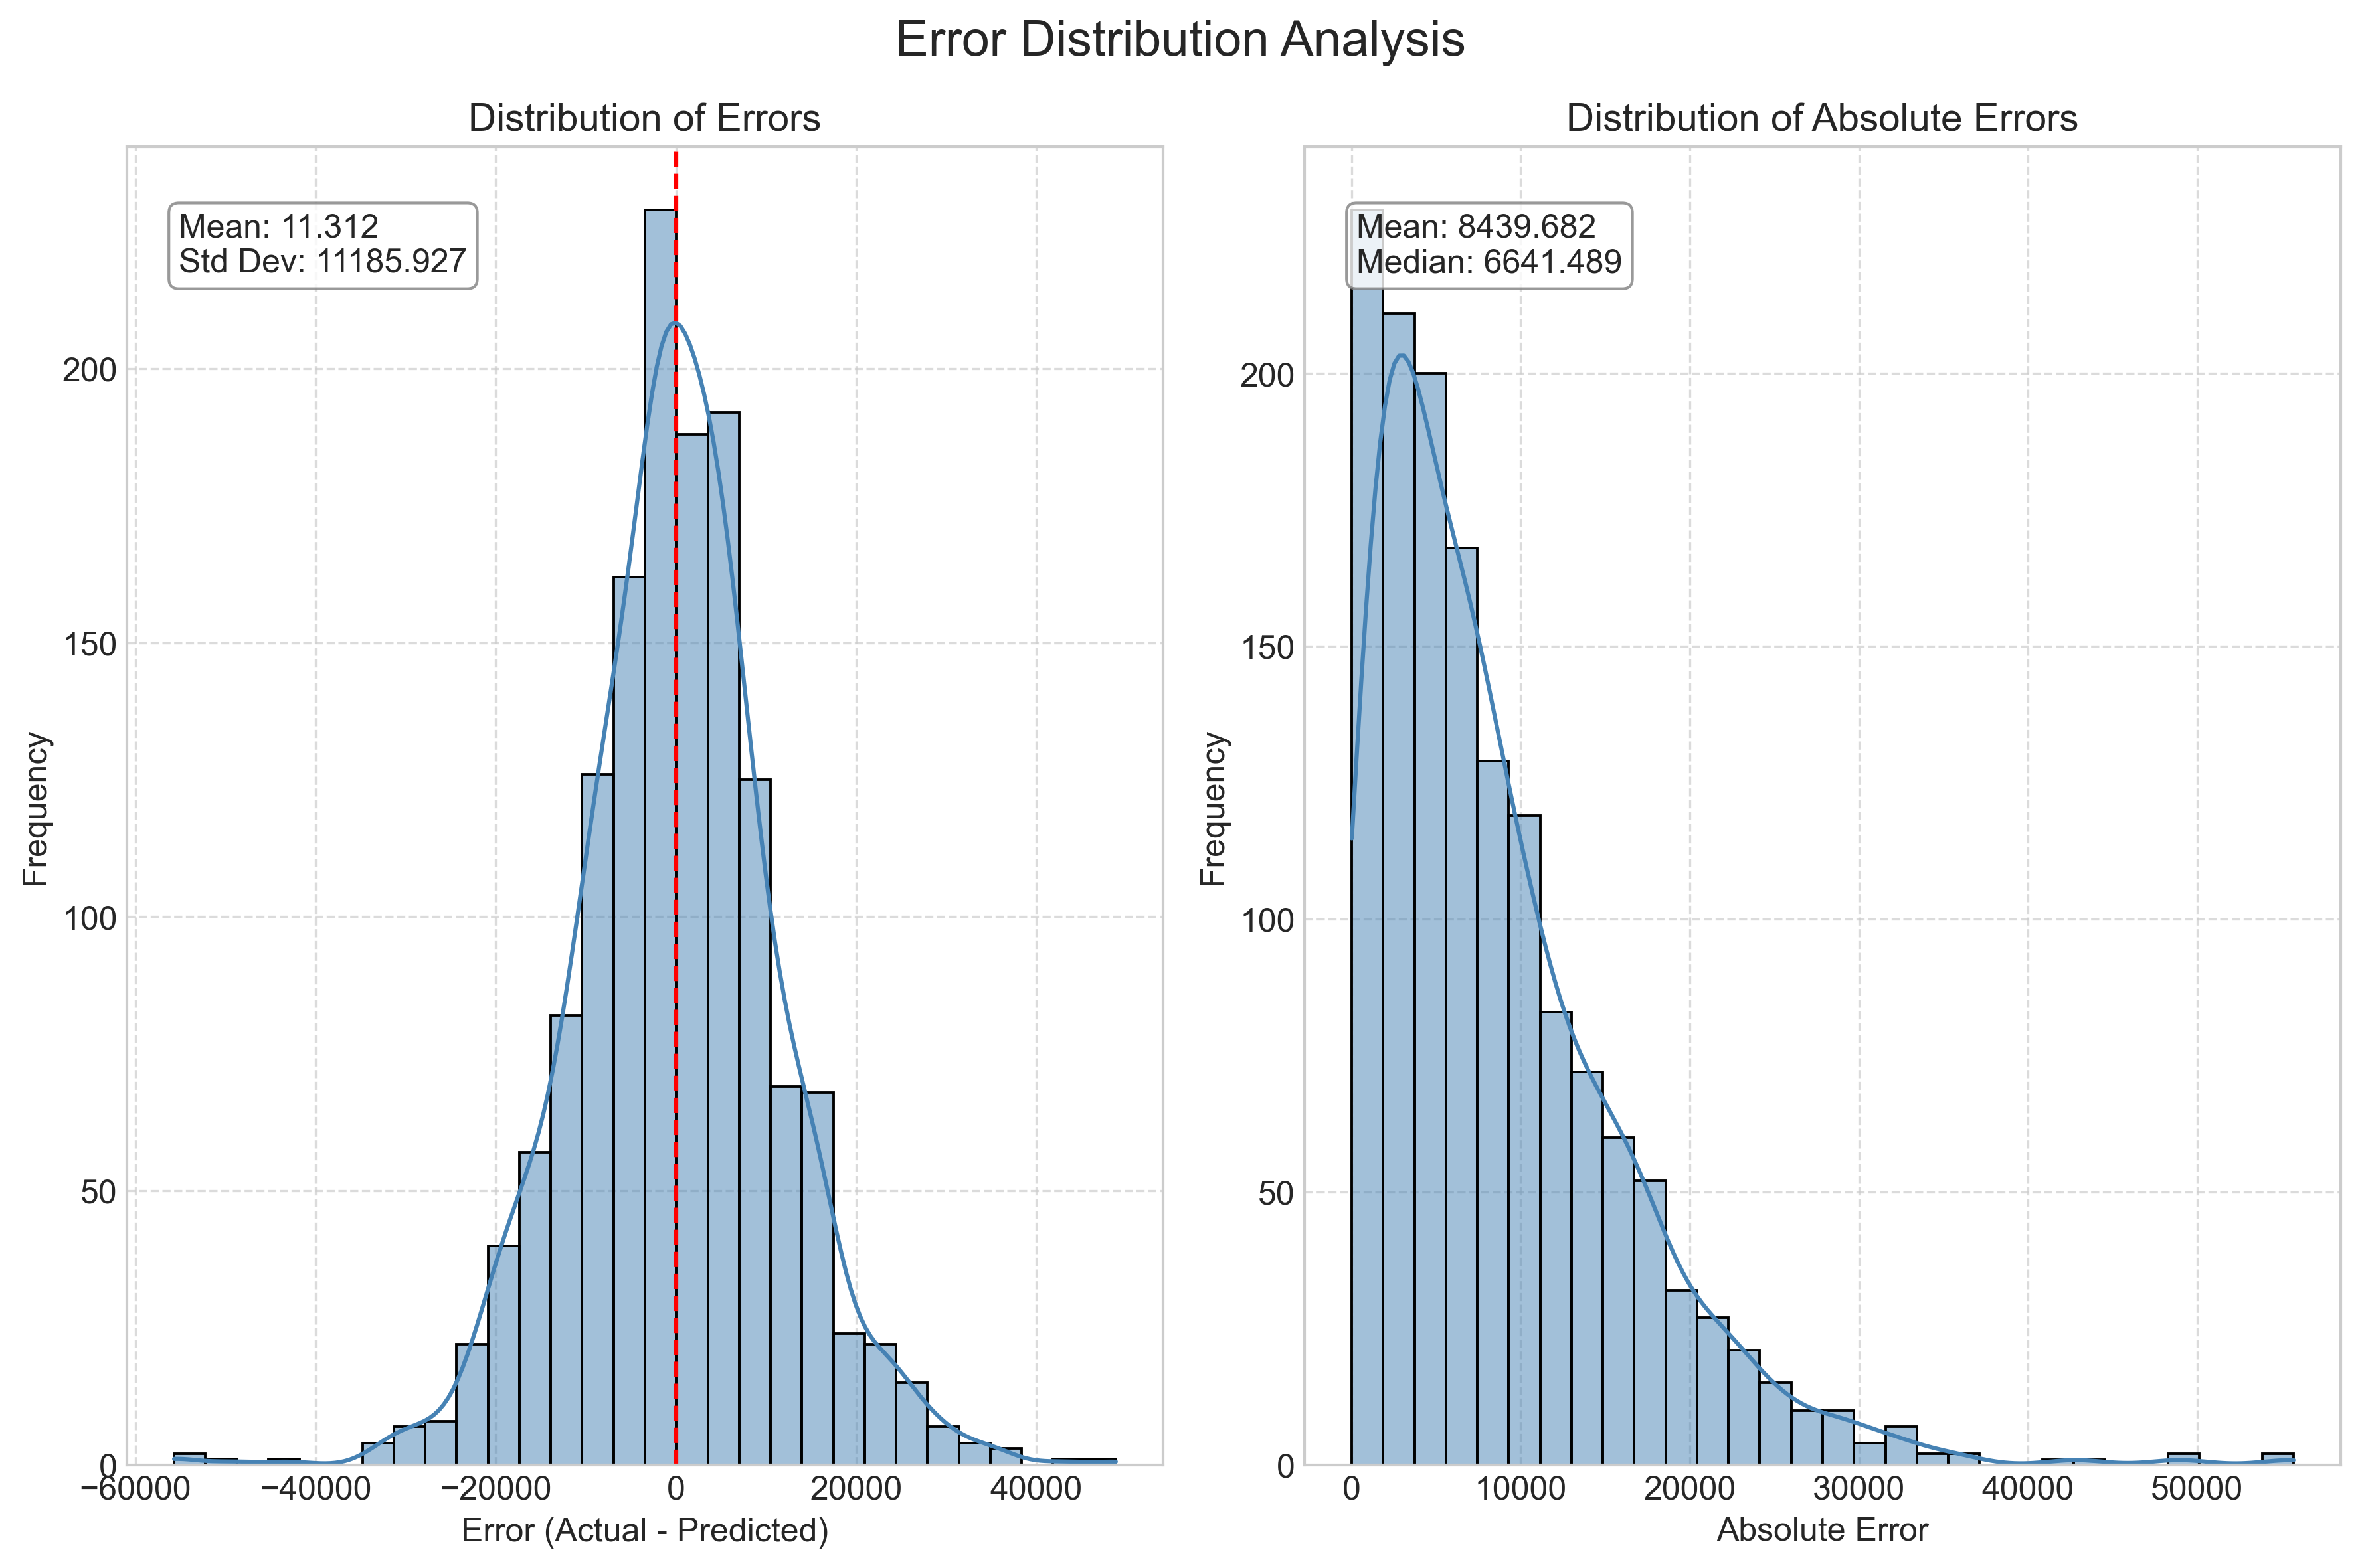 Error Distribution Analysis
Distribution of Errors
Mean: 11.312
Std Dev: 11185.927
200
150
100
50
0
Frequency
−60000
−40000
−20000
0
20000
40000
Error (Actual - Predicted)
Distribution of Absolute Errors
Mean: 8439.682
Median: 6641.489
200
150
100
50
0
Frequency
0
10000
20000
30000
40000
50000
Absolute Error